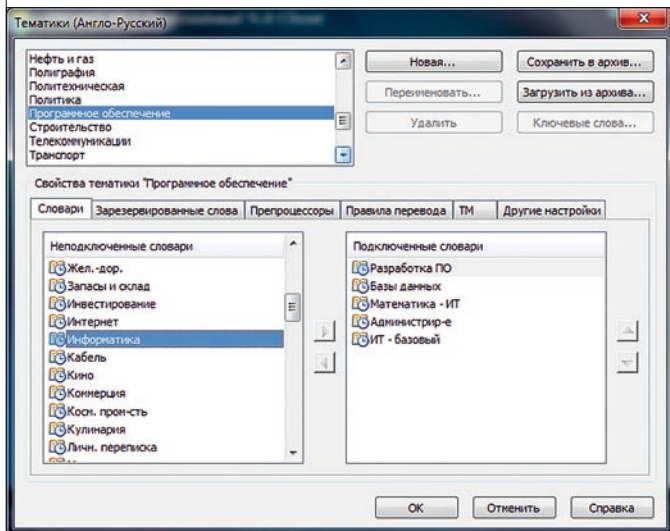 Тематики (Англо-Русский)
Нефть и газ
Полиграфия
Политехническая
Политика
Программное обеспечение
Строительство
Телекоммуникации
Транспорт
Новая...
Сохранить в архив...
Переименовать...
Загрузить из архива...
Удалить
Ключевые слова...
Свойства тематики "Программное обеспечение"
Словари
Зарезервированные слова
Препроцессоры
Правила перевода
ТМ
Другие настройки
Неподключенные словари
Жел.-дор.
Запасы и склад
Инвестирование
Интернет
Информатика
Кабель
Кино
Коммерция
Косм. пром-сть
Кулинария
Личн. переписка
Подключенные словари
Разработка ПО
Базы данных
Математика - ИТ
Администрир-е
ИТ - базовый
ОК
Отменить
Справка